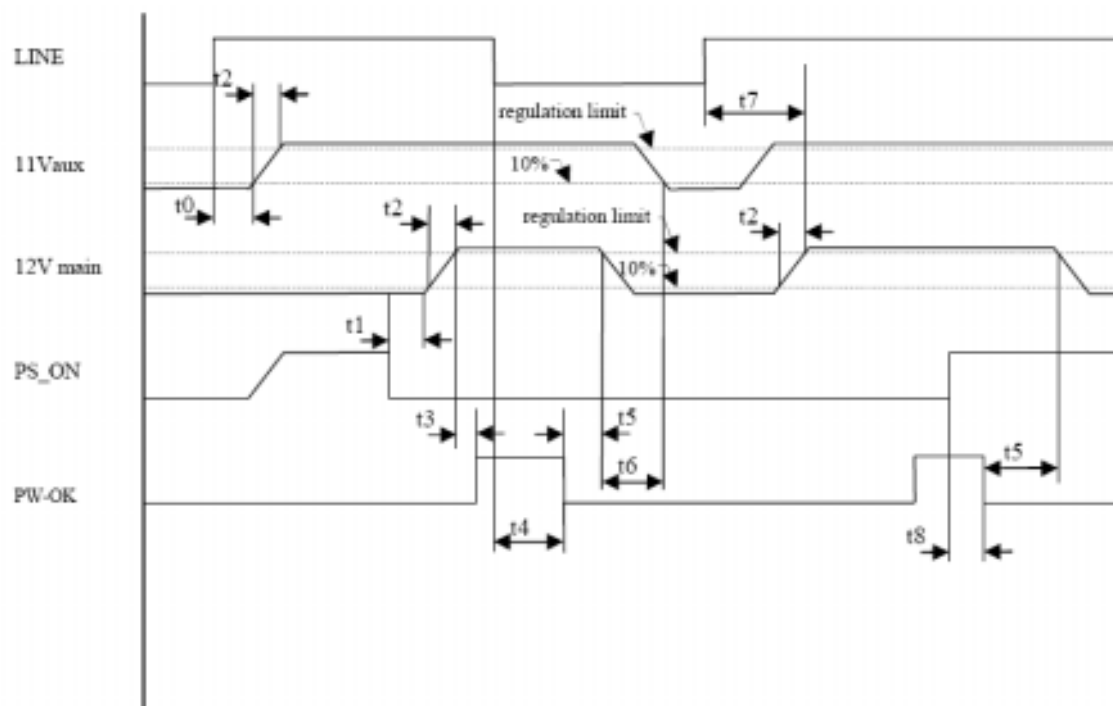 LINE
t2
t7
regulation limit
11Vaux
10%
t0
t2
regulation limit
t2
12V main
10%
t1
PS_ON
t3
t5
t6
t5
PW-OK
t4
t8